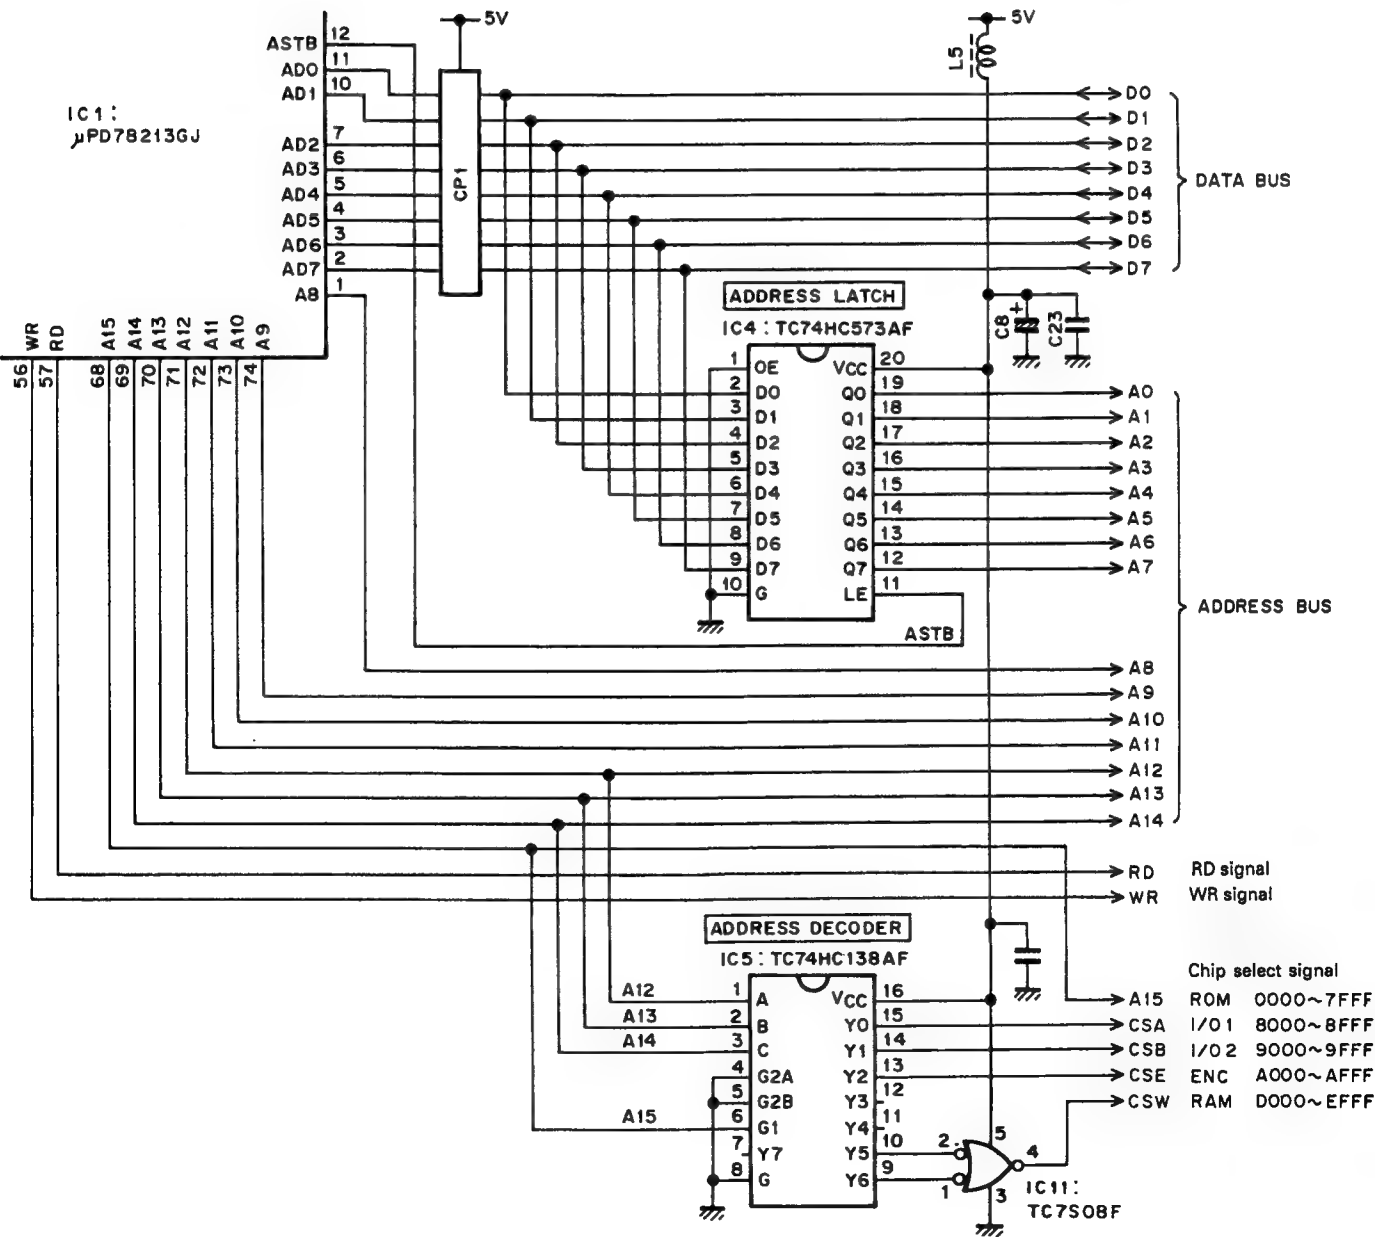 5V
5V
ASTB 12
AD0 11
AD1 10
IC1:
μPD78213GJ
AD2 7
AD3 6
AD4 5
AD5 4
AD6 3
AD7 2
A8 1
CP1
L5
D0
D1
D2
D3
D4
D5
D6
D7
DATA BUS
WR
RD
A15
A14
A13
A12
A11
A10
A9
56
57
68
69
70
71
72
73
74
ADDRESS LATCH
IC4: TC74HC573AF
+
C8
C23
1 OE VCC 20
2 D0 Q0 19
3 D1 Q1 18
4 D2 Q2 17
5 D3 Q3 16
6 D4 Q4 15
7 D5 Q5 14
8 D6 Q6 13
9 D7 Q7 12
10 G LE 11
ASTB
A0
A1
A2
A3
A4
A5
A6
A7
ADDRESS BUS
A8
A9
A10
A11
A12
A13
A14
RD RD signal
WR WR signal
ADDRESS DECODER
IC5: TC74HC138AF
A12 1 A VCC 16
A13 2 B Y0 15
A14 3 C Y1 14
4 G2A Y2 13
5 G2B Y3 12
A15 6 G1 Y4 11
7 Y7 Y5 10
8 G Y6 9
Chip select signal
A15 ROM 0000~7FFF
CSA I/O1 8000~8FFF
CSB I/O2 9000~9FFF
CSE ENC A000~AFFF
CSW RAM D000~EFFF
2
1
5
4
3
IC11:
TC7S08F